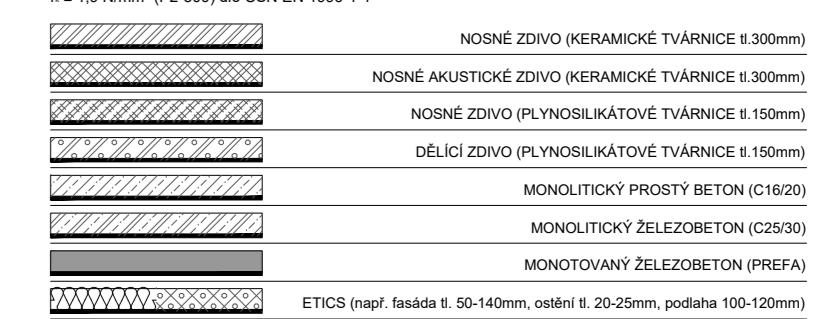 NOSNÉ ZDIVO (KERAMICKÉ TVÁRNICE tl.300mm)
NOSNÉ AKUSTICKÉ ZDIVO (KERAMICKÉ TVÁRNICE tl.300mm)
NOSNÉ ZDIVO (PLYNOSILIKÁTOVÉ TVÁRNICE tl.150mm)
DĚLÍCÍ ZDIVO (PLYNOSILIKÁTOVÉ TVÁRNICE tl.150mm)
MONOLITICKÝ PROSTÝ BETON (C16/20)
MONOLITICKÝ ŽELEZOBETON (C25/30)
MONOTOVANÝ ŽELEZOBETON (PREFA)
ETICS (např. fasáda tl. 50-140mm, ostění tl. 20-25mm, podlaha 100-120mm)